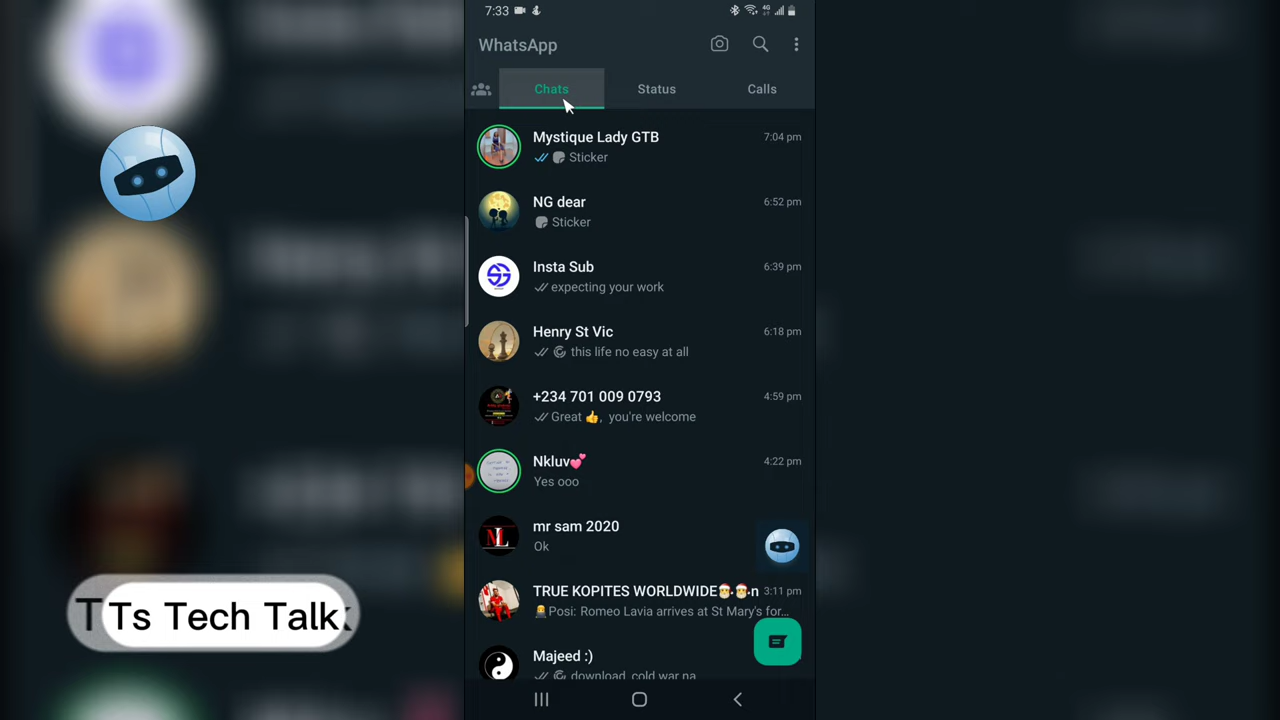 7:33
4G
WhatsApp
Chats
Status
Calls
Mystique Lady GTB
7:04 pm
Sticker
NG dear
6:52 pm
Sticker
Insta Sub
6:39 pm
expecting your work
Henry St Vic
6:18 pm
this life no easy at all
+234 701 009 0793
4:59 pm
Great 👍, you're welcome
Nkluv💕
4:22 pm
Yes ooo
mr sam 2020
Ok
TRUE KOPITES WORLDWIDE🎅·🎅·n
3:11 pm
Posi: Romeo Lavia arrives at St Mary's for...
Majeed :)
download, cold war na
Ts Tech Talk